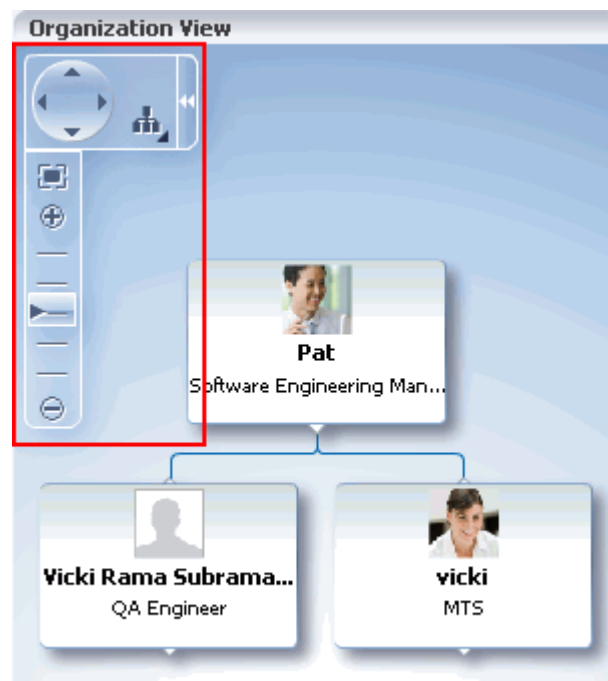 Organization View
Pat
Software Engineering Man...
Vicki Rama Subrama...
QA Engineer
vicki
MTS